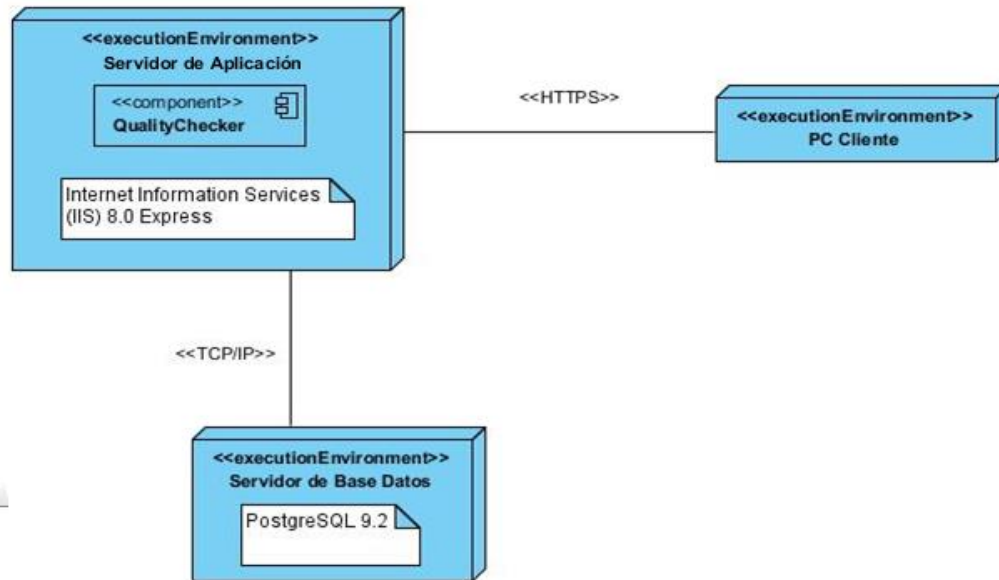 <<executionEnvironment>>
Servidor de Aplicación
<<component>>
QualityChecker
Internet Information Services
(IIS) 8.0 Express
<<HTTPS>>
<<executionEnvironment>>
PC Cliente
<<TCP/IP>>
<<executionEnvironment>>
Servidor de Base Datos
PostgreSQL 9.2